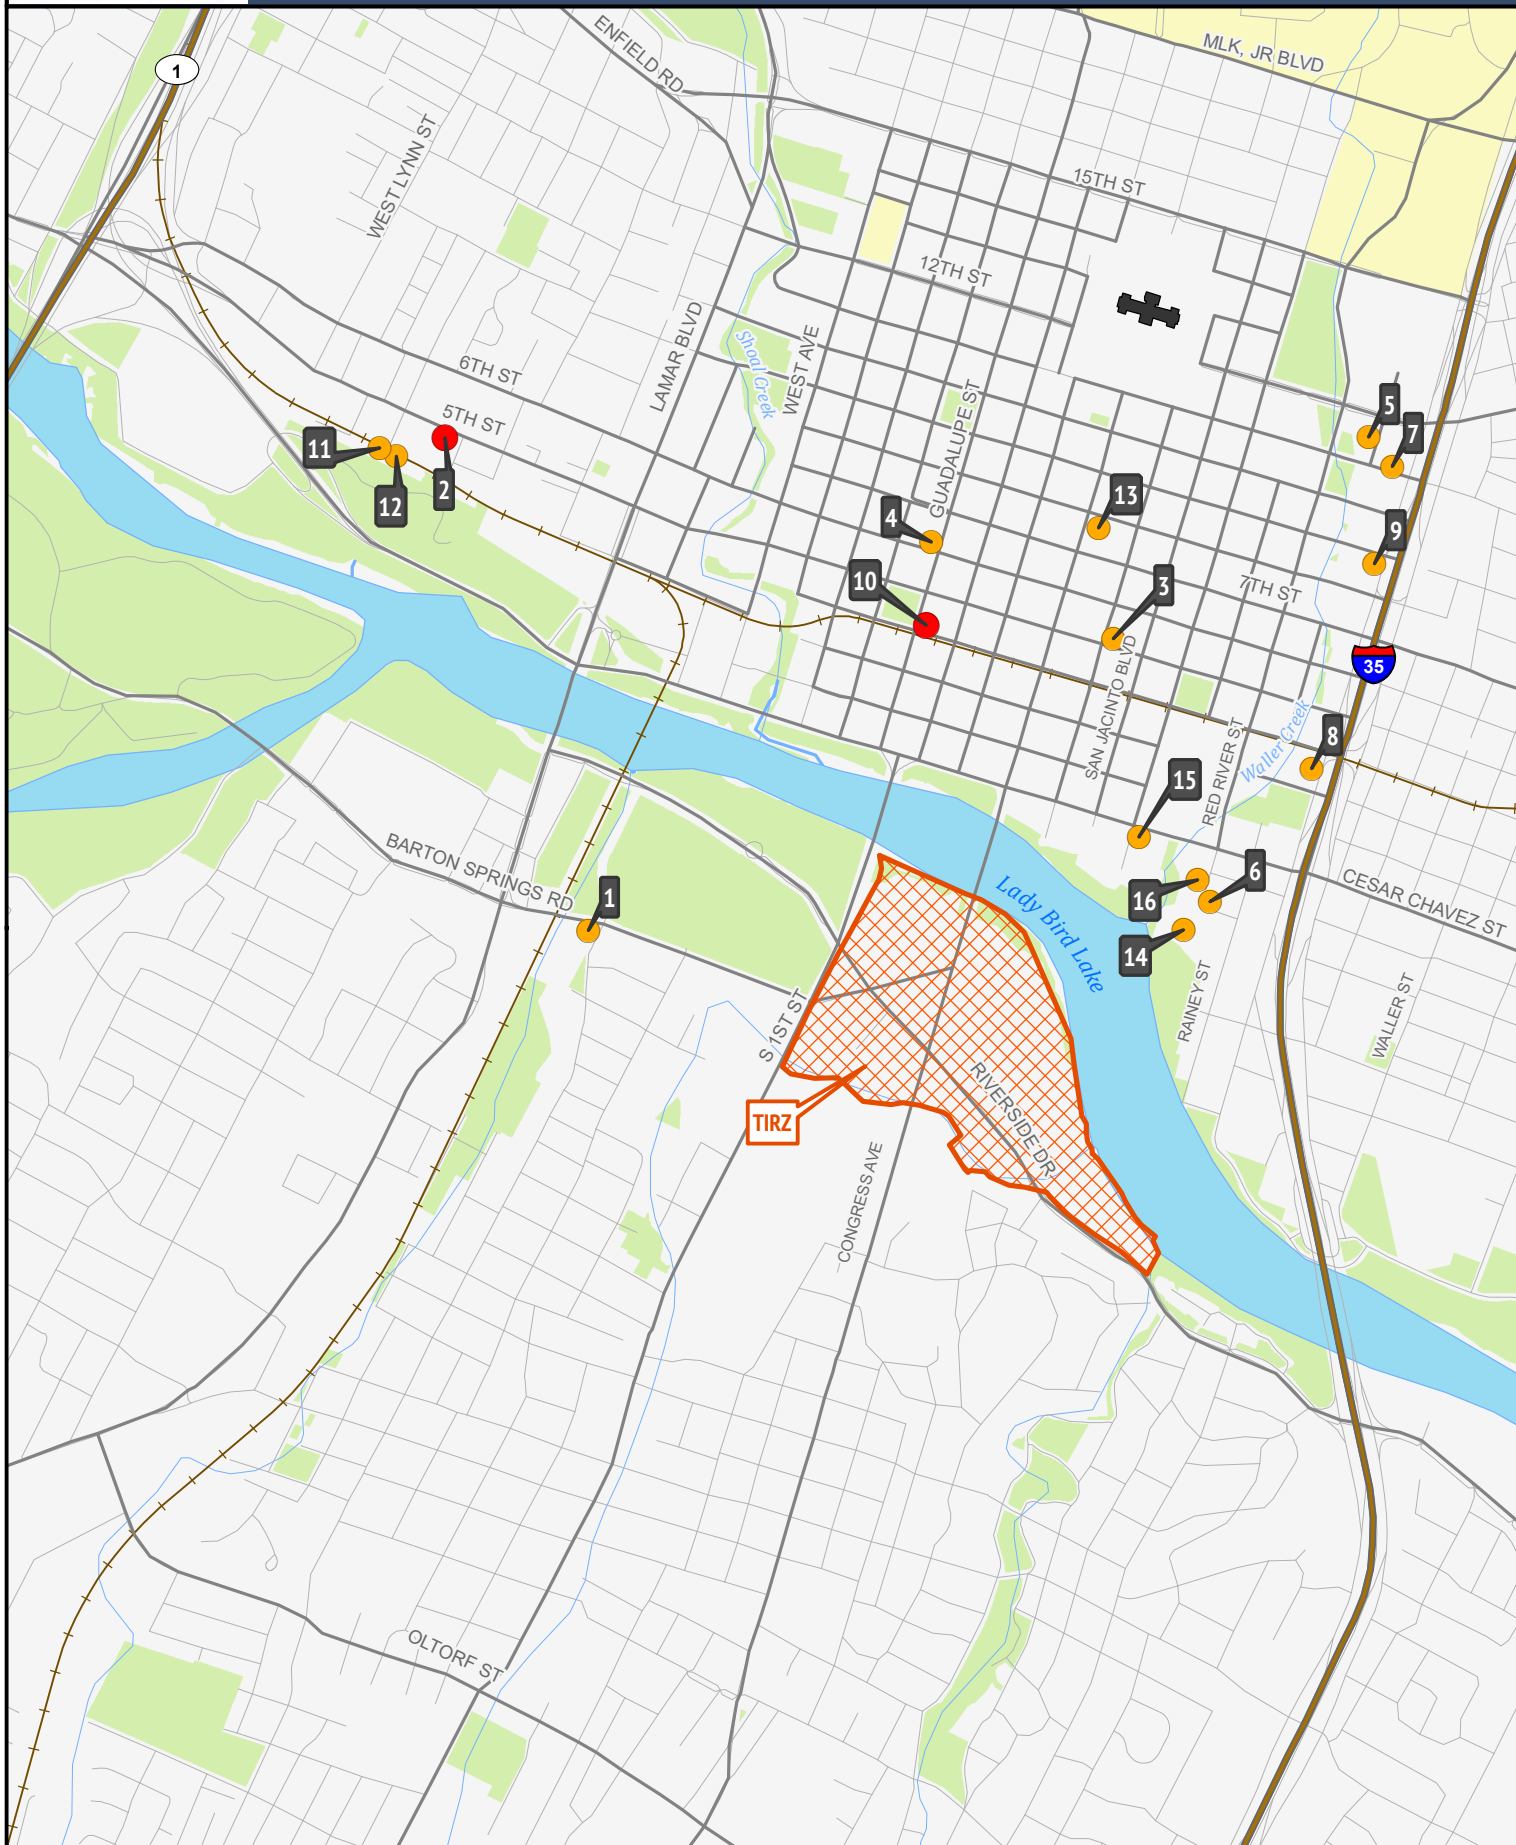 ENFIELD RD
MLK, JR BLVD
1
WEST LYNN ST
15TH ST
12TH ST
LAMAR BLVD
Shoal Creek
WEST AVE
6TH ST
GUADALUPE ST
5TH ST
5
7
11
12
2
4
13
9
10
3
7TH ST
35
SAN JACINTO BLVD
RED RIVER ST
Waller Creek
8
15
BARTON SPRINGS RD
1
16
6
CESAR CHAVEZ ST
Lady Bird Lake
14
RAINEY ST
WALLER ST
S 1ST ST
TIRZ
RIVERSIDE DR
CONGRESS AVE
OLTORF ST